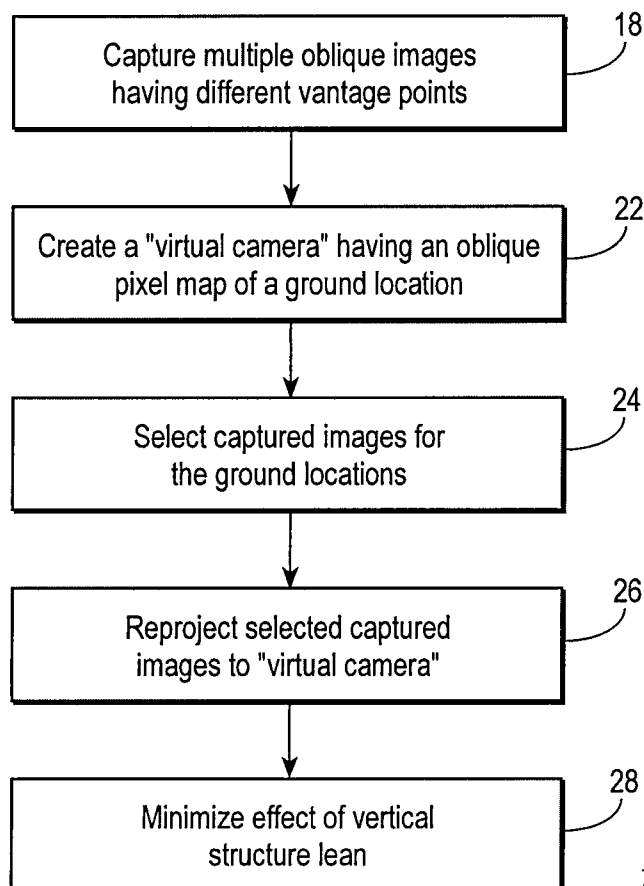 Capture multiple oblique images
having different vantage points
18
Create a "virtual camera" having an oblique
pixel map of a ground location
22
Select captured images for
the ground locations
24
Reproject selected captured
images to "virtual camera"
26
Minimize effect of vertical
structure lean
28